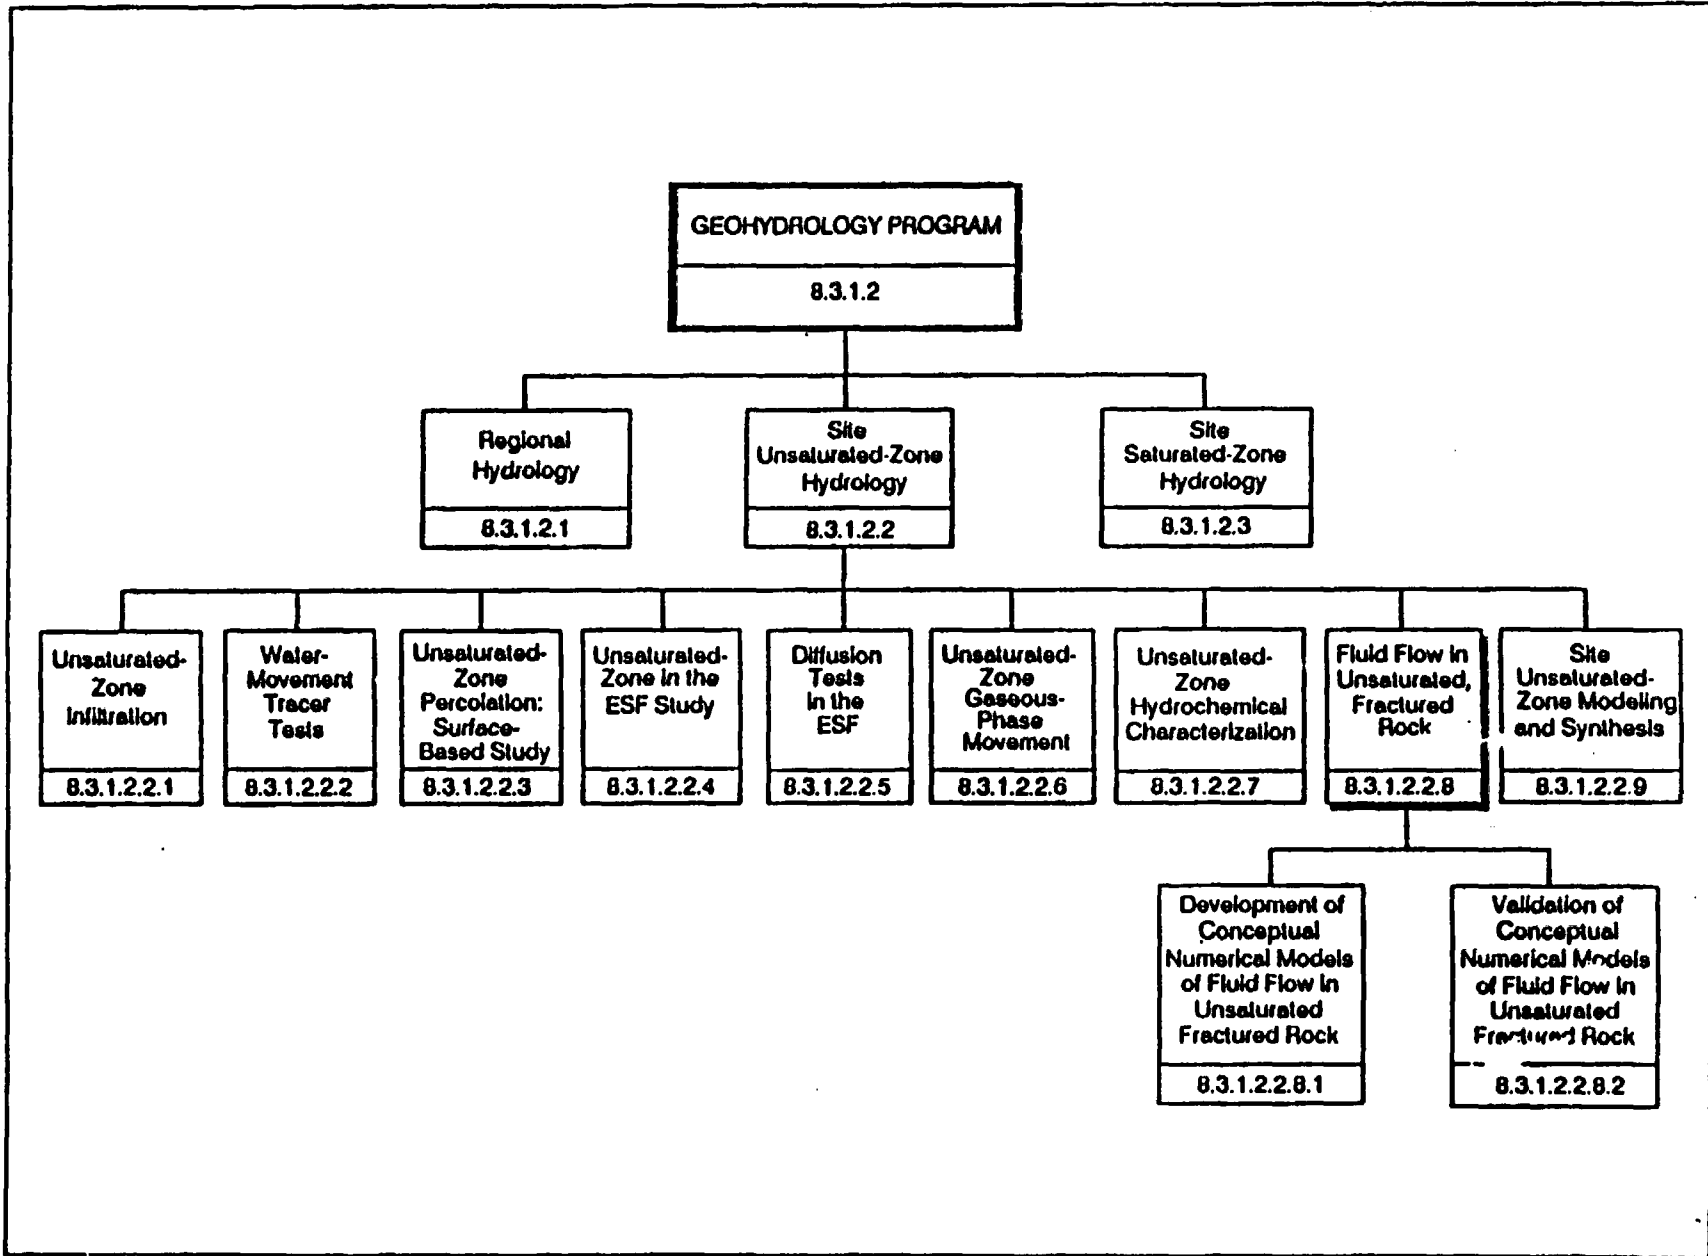 GEOHYDROLOGY PROGRAM
8.3.1.2
Regional
Hydrology
8.3.1.2.1
Site
Unsaturated-Zone
Hydrology
8.3.1.2.2
Site
Saturated-Zone
Hydrology
8.3.1.2.3
Unsaturated-
Zone
Infiltration
8.3.1.2.2.1
Water-
Movement
Tracer
Tests
8.3.1.2.2.2
Unsaturated-
Zone
Percolation:
Surface-
Based Study
8.3.1.2.2.3
Unsaturated-
Zone in the
ESF Study
8.3.1.2.2.4
Diffusion
Tests
in the
ESF
8.3.1.2.2.5
Unsaturated-
Zone
Gaseous-
Phase
Movement
8.3.1.2.2.6
Unsaturated-
Zone
Hydrochemical
Characterization
8.3.1.2.2.7
Fluid Flow in
Unsaturated,
Fractured
Rock
8.3.1.2.2.8
Site
Unsaturated-
Zone Modeling
and Synthesis
8.3.1.2.2.9
Development of
Conceptual
Numerical Models
of Fluid Flow in
Unsaturated
Fractured Rock
8.3.1.2.2.8.1
Validation of
Conceptual
Numerical Models
of Fluid Flow in
Unsaturated
Fractured Rock
8.3.1.2.2.8.2